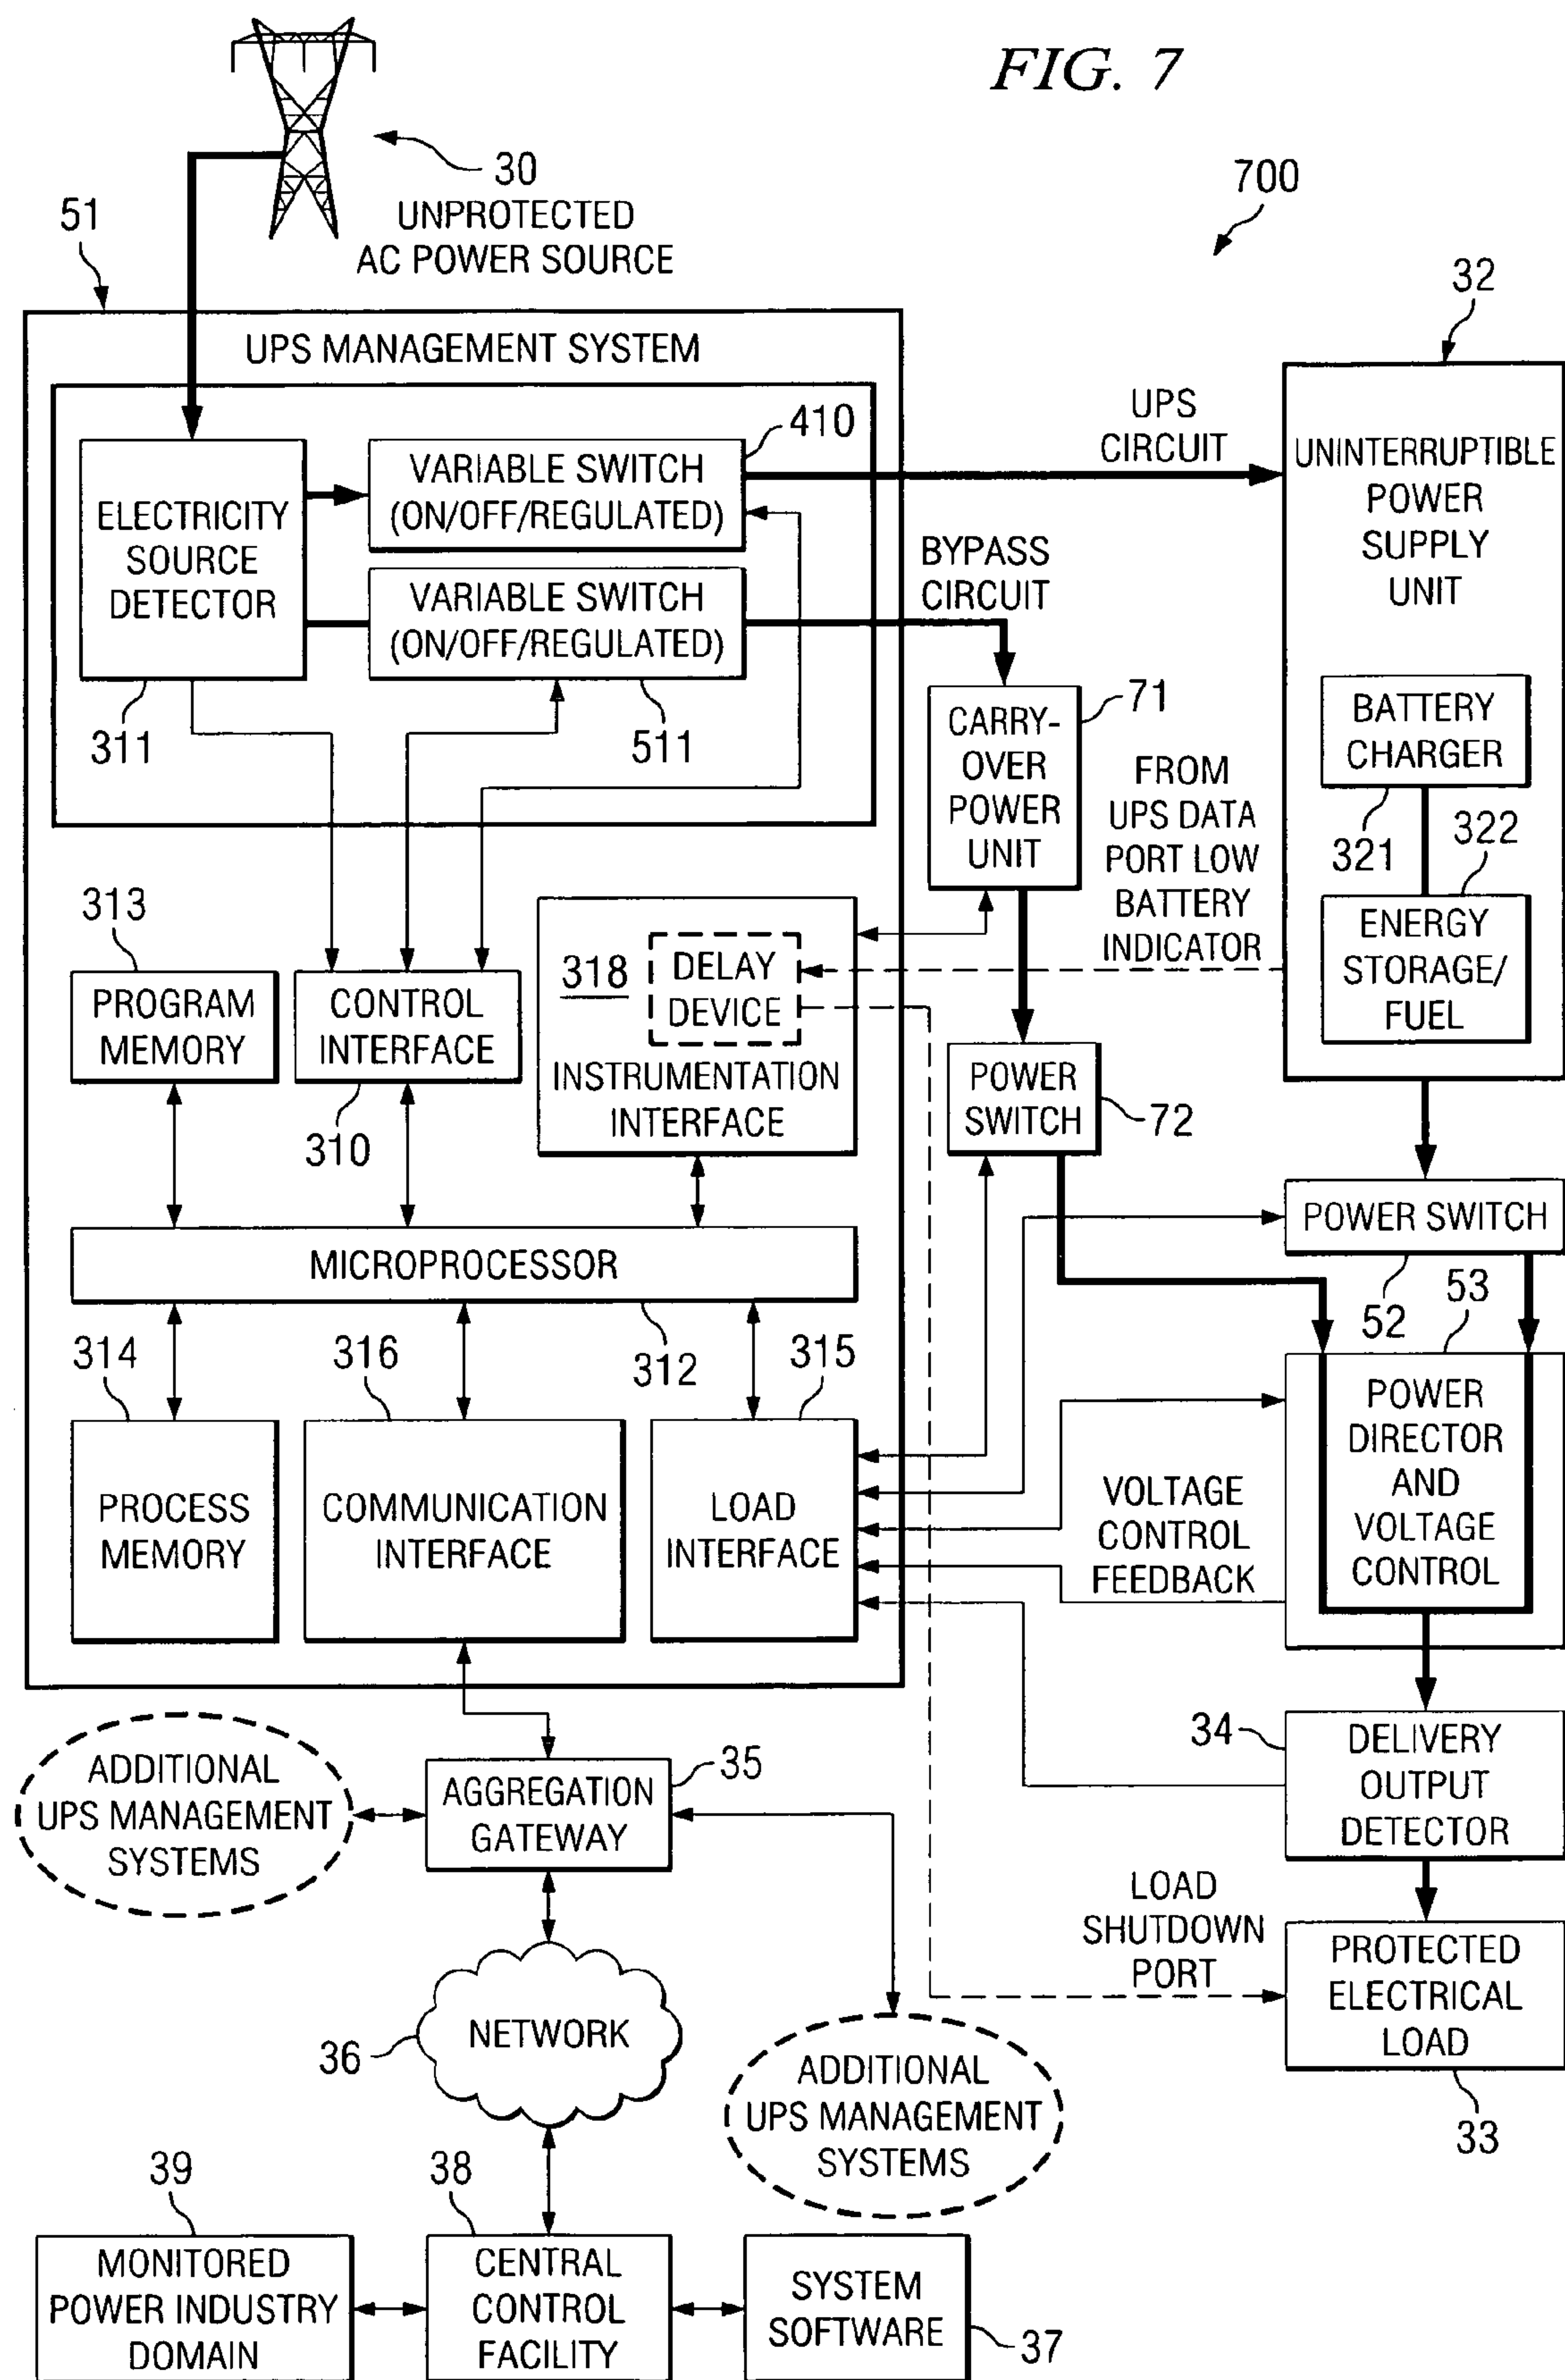 FIG. 7
30
UNPROTECTED
AC POWER SOURCE
700
51
32
UPS MANAGEMENT SYSTEM
410
UPS
CIRCUIT
ELECTRICITY
SOURCE
DETECTOR
VARIABLE SWITCH
(ON/OFF/REGULATED)
VARIABLE SWITCH
(ON/OFF/REGULATED)
311
511
BYPASS
CIRCUIT
UNINTERRUPTIBLE
POWER
SUPPLY
UNIT
BATTERY
CHARGER
321
322
ENERGY
STORAGE/
FUEL
71
CARRY-
OVER
POWER
UNIT
FROM
UPS DATA
PORT LOW
BATTERY
INDICATOR
313
PROGRAM
MEMORY
CONTROL
INTERFACE
310
318
DELAY
DEVICE
INSTRUMENTATION
INTERFACE
POWER
SWITCH
72
POWER SWITCH
52
53
MICROPROCESSOR
312
314
316
315
PROCESS
MEMORY
COMMUNICATION
INTERFACE
LOAD
INTERFACE
VOLTAGE
CONTROL
FEEDBACK
POWER
DIRECTOR
AND
VOLTAGE
CONTROL
34
DELIVERY
OUTPUT
DETECTOR
ADDITIONAL
UPS MANAGEMENT
SYSTEMS
35
AGGREGATION
GATEWAY
LOAD
SHUTDOWN
PORT
PROTECTED
ELECTRICAL
LOAD
33
36
NETWORK
ADDITIONAL
UPS MANAGEMENT
SYSTEMS
39
38
MONITORED
POWER INDUSTRY
DOMAIN
CENTRAL
CONTROL
FACILITY
SYSTEM
SOFTWARE
37